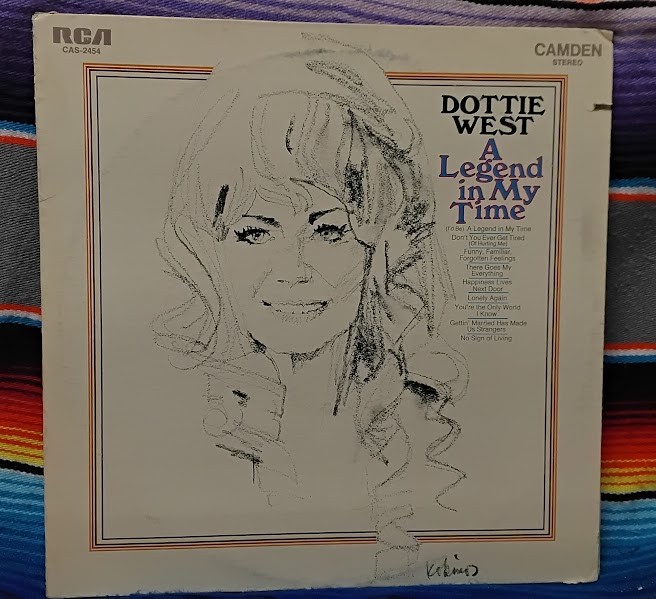 RCA
CAS-2454
CAMDEN
STEREO
DOTTIE
WEST
A
Legend
in My
Time
(I'd Be) A Legend in My Time
Don't You Ever Get Tired
(Of Hurting Me)
Funny, Familiar,
Forgotten Feelings
There Goes My
Everything
Happiness Lives
Next Door
Lonely Again
You're the Only World
I Know
Gettin' Married Has Made
Us Strangers
No Sign of Living